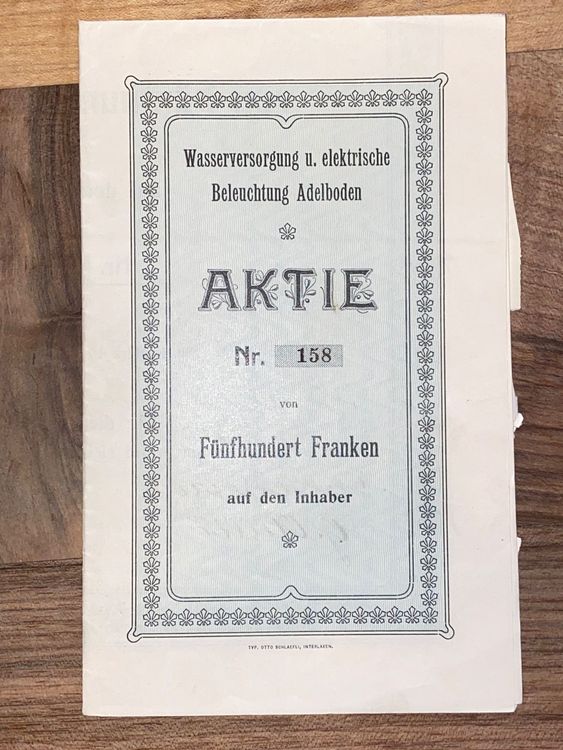 Wasserversorgung u. elektrische
Beleuchtung Adelboden
AKTIE
Nr. 158
von
Fünfhundert Franken
auf den Inhaber
TYP. OTTO SCHLAEFLI, INTERLAKEN.